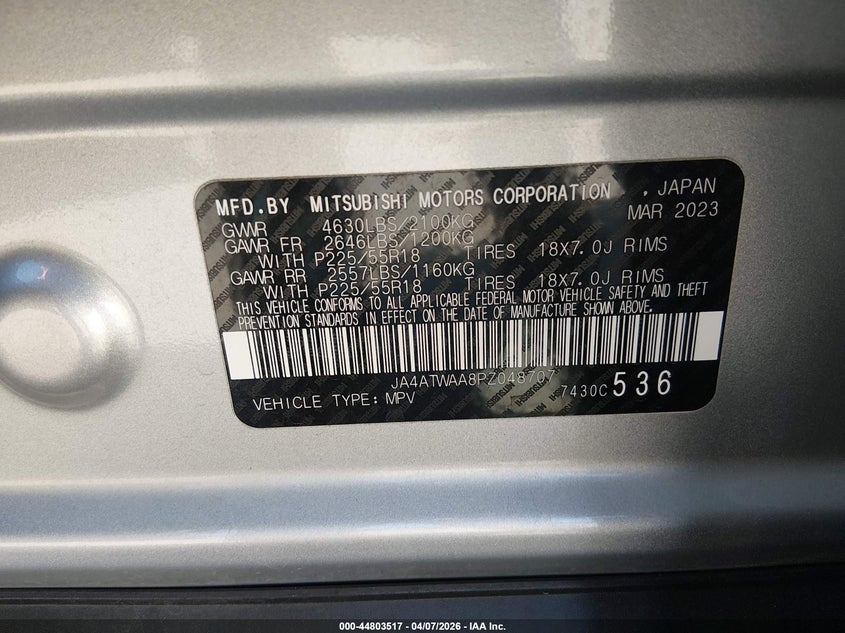 MFD.BY MITSUBISHI MOTORS CORPORATION , JAPAN
MAR 2023
GVWR 4630LBS/2100KG
GAWR FR 2646LBS/1200KG
WITH P225/55R18 TIRES 18X7.0J RIMS
GAWR RR 2557LBS/1160KG
WITH P225/55R18 TIRES 18X7.0J RIMS
THIS VEHICLE CONFORMS TO ALL APPLICABLE FEDERAL MOTOR VEHICLE SAFETY AND THEFT
PREVENTION STANDARDS IN EFFECT ON THE DATE OF MANUFACTURE SHOWN ABOVE.
JA4ATWAA8PZ048707
VEHICLE TYPE: MPV 7430C 536
000-44803517 - 04/07/2026 - IAA Inc.